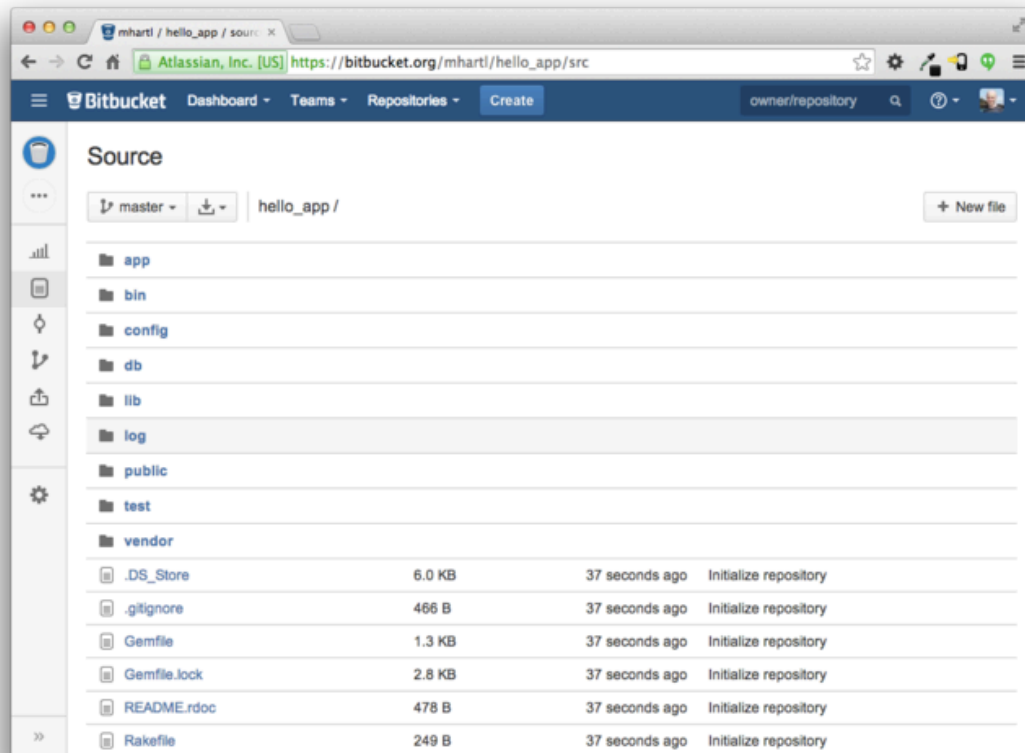 mhartl / hello_app / sourc
Atlassian, Inc. [US] https://bitbucket.org/mhartl/hello_app/src
Bitbucket Dashboard Teams Repositories Create owner/repository
Source
master hello_app / + New file
app
bin
config
db
lib
log
public
test
vendor
.DS_Store 6.0 KB 37 seconds ago Initialize repository
.gitignore 466 B 37 seconds ago Initialize repository
Gemfile 1.3 KB 37 seconds ago Initialize repository
Gemfile.lock 2.8 KB 37 seconds ago Initialize repository
README.rdoc 478 B 37 seconds ago Initialize repository
Rakefile 249 B 37 seconds ago Initialize repository